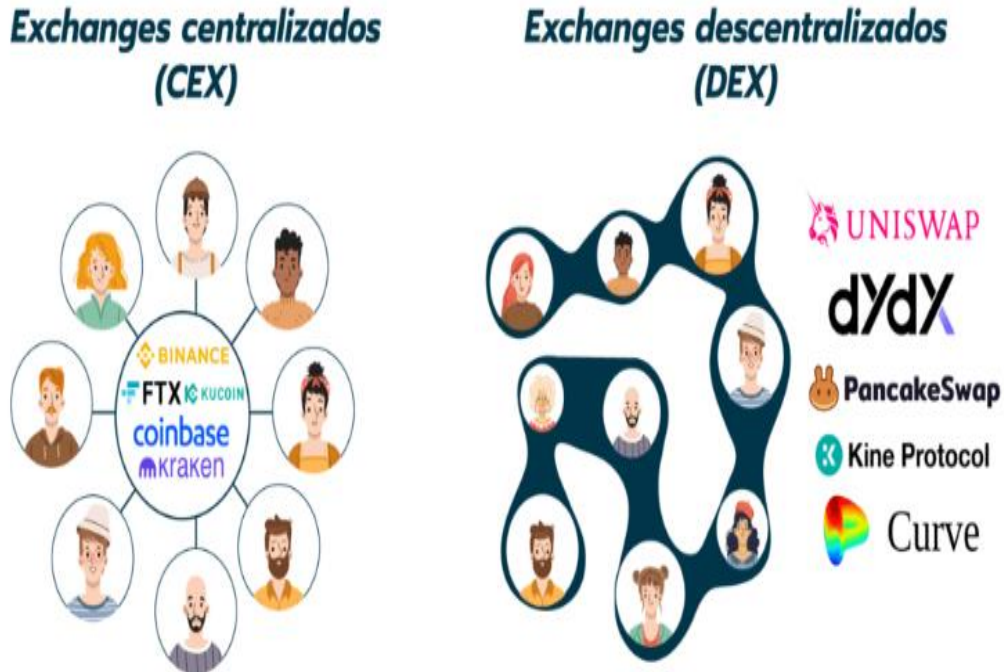 Exchanges centralizados
(CEX)
Exchanges descentralizados
(DEX)
BINANCE
FTX KUCOIN
coinbase
kraken
UNISWAP
dYdX
PancakeSwap
Kine Protocol
Curve